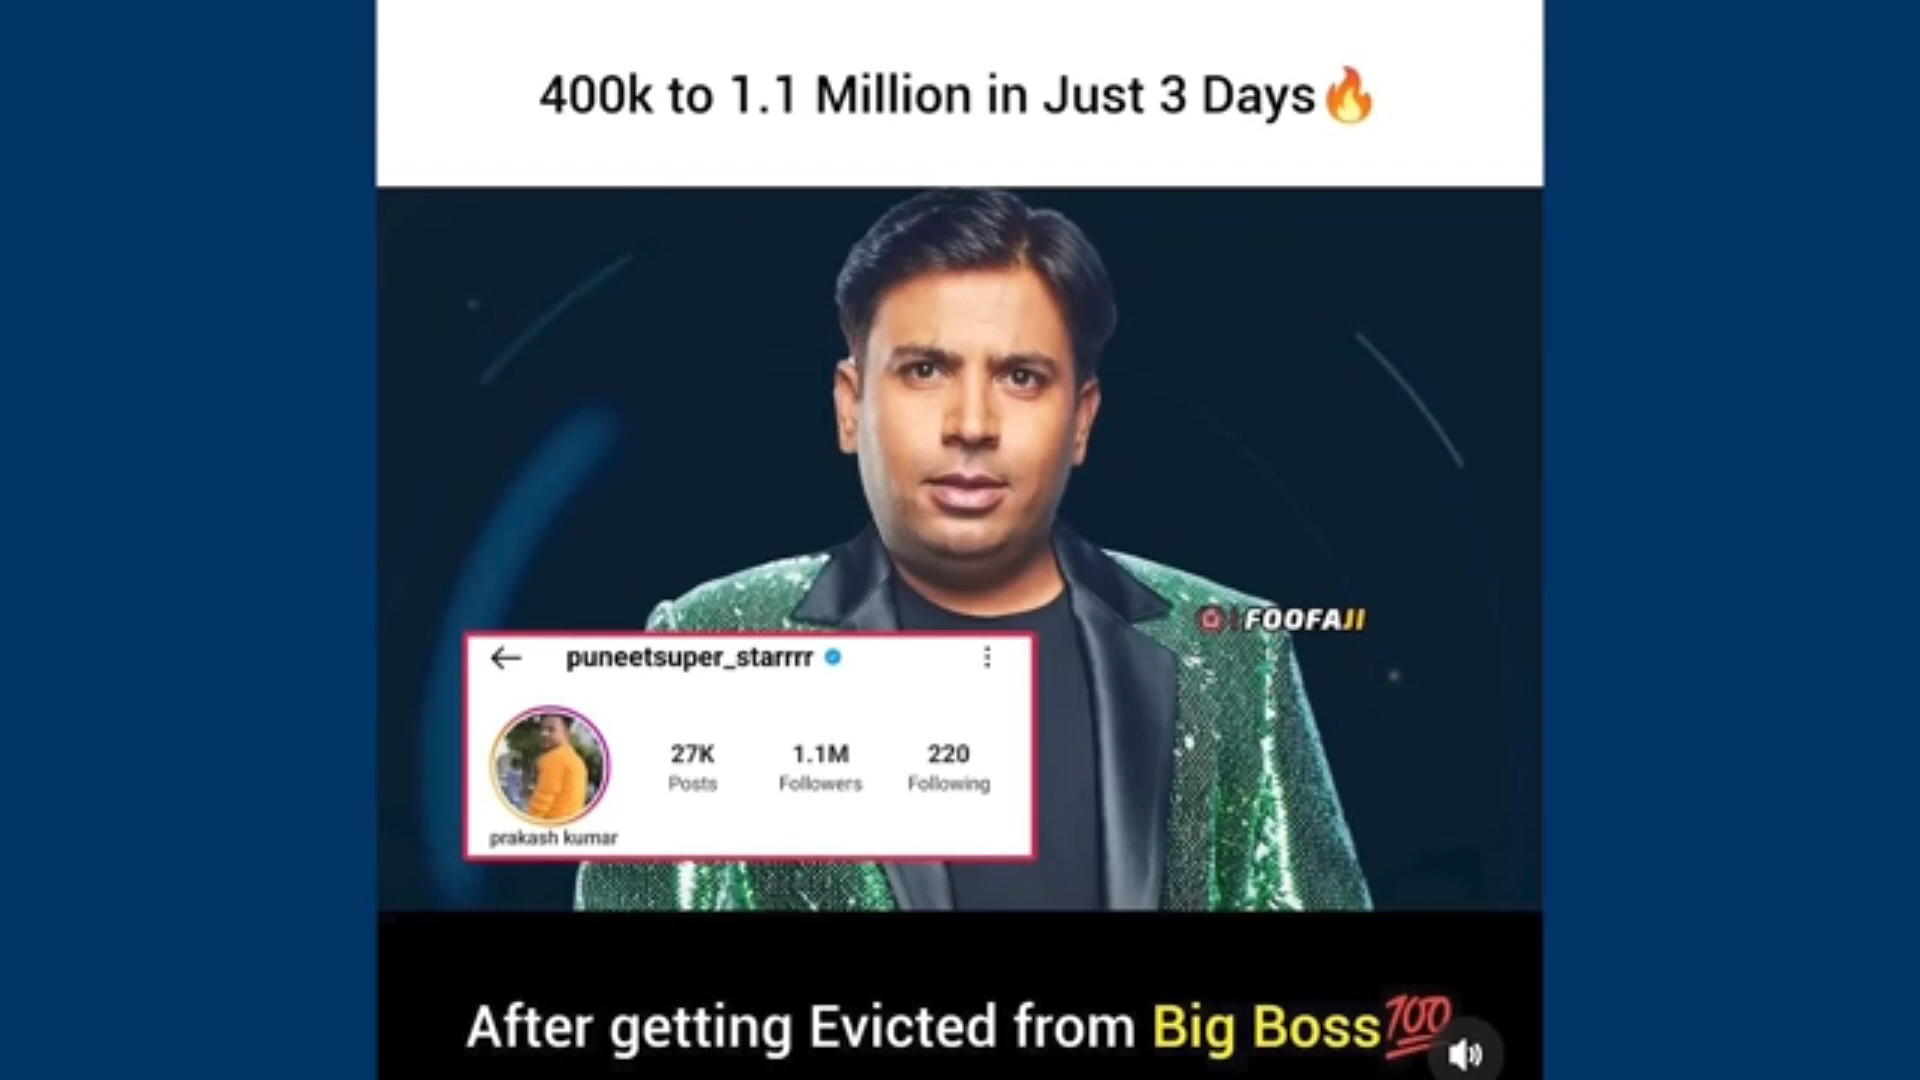 400k to 1.1 Million in Just 3 Days🔥
FOOFAJI
puneetsuper_starrrr
27K 1.1M 220
Posts Followers Following
prakash kumar
After getting Evicted from Big Boss💯